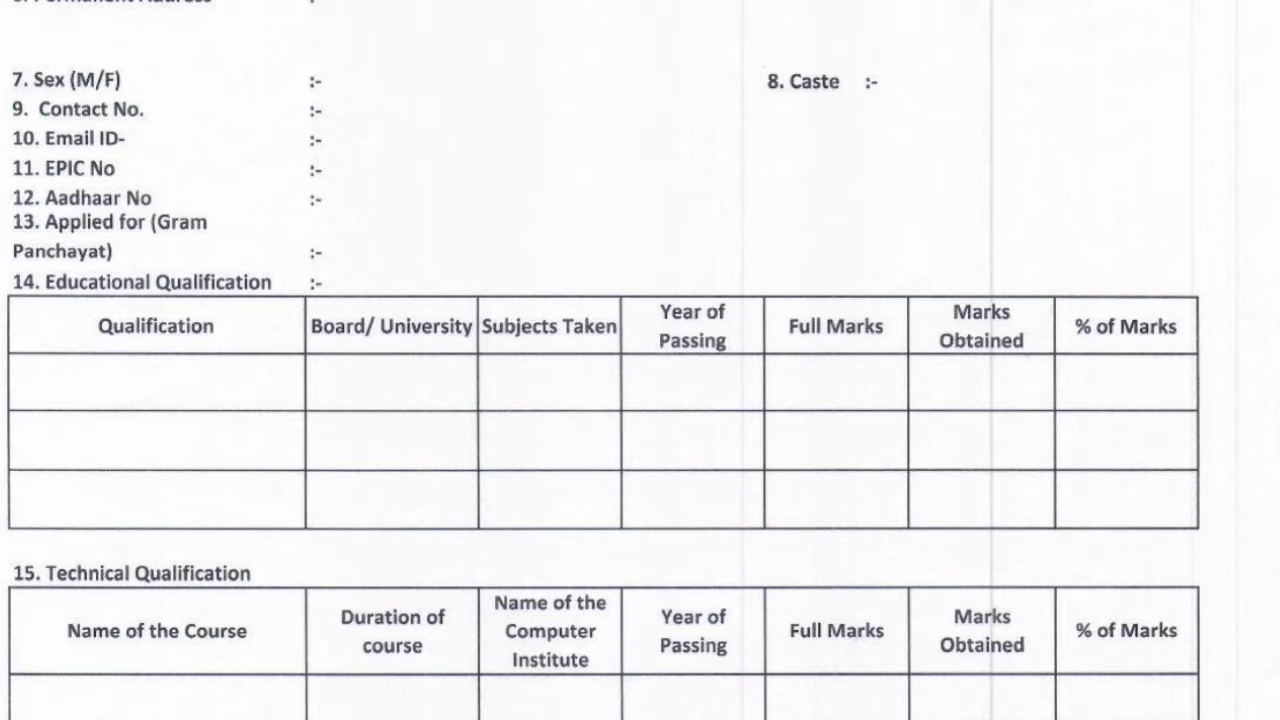 7. Sex (M/F) :- 8. Caste :-
9. Contact No. :-
10. Email ID- :-
11. EPIC No :-
12. Aadhaar No :-
13. Applied for (Gram
Panchayat) :-
14. Educational Qualification :-
Qualification Board/ University Subjects Taken Year of Passing Full Marks Marks Obtained % of Marks
15. Technical Qualification
Name of the Course Duration of course Name of the Computer Institute Year of Passing Full Marks Marks Obtained % of Marks